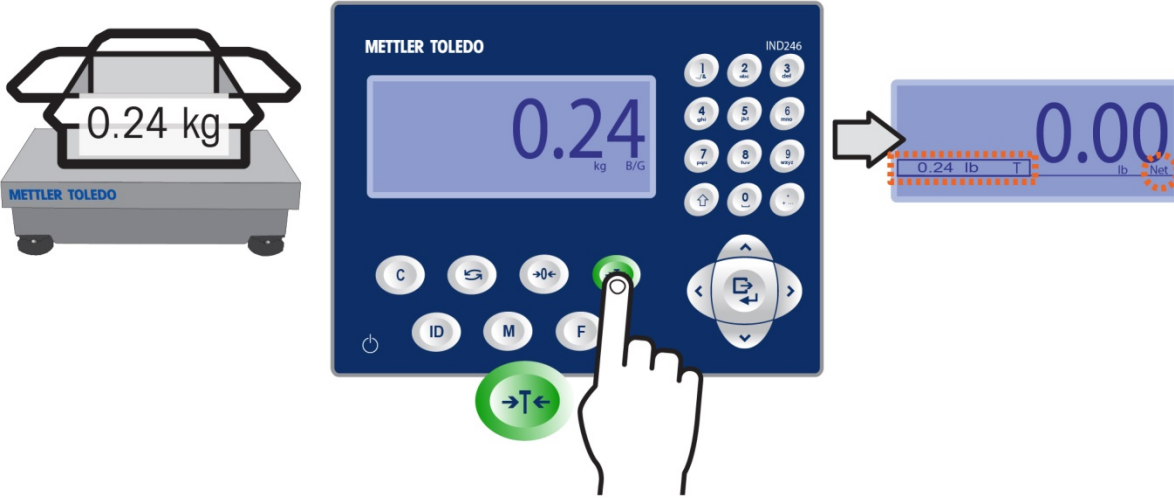 0.24 kg
METTLER TOLEDO
METTLER TOLEDO
IND246
0.24
kg B/G
1
_/&
2
abc
3
def
4
ghi
5
jkl
6
mno
7
pqrs
8
tuv
9
wxyz
0
C
→0←
ID
M
F
→T←
0.00
0.24 lb T
lb
Net